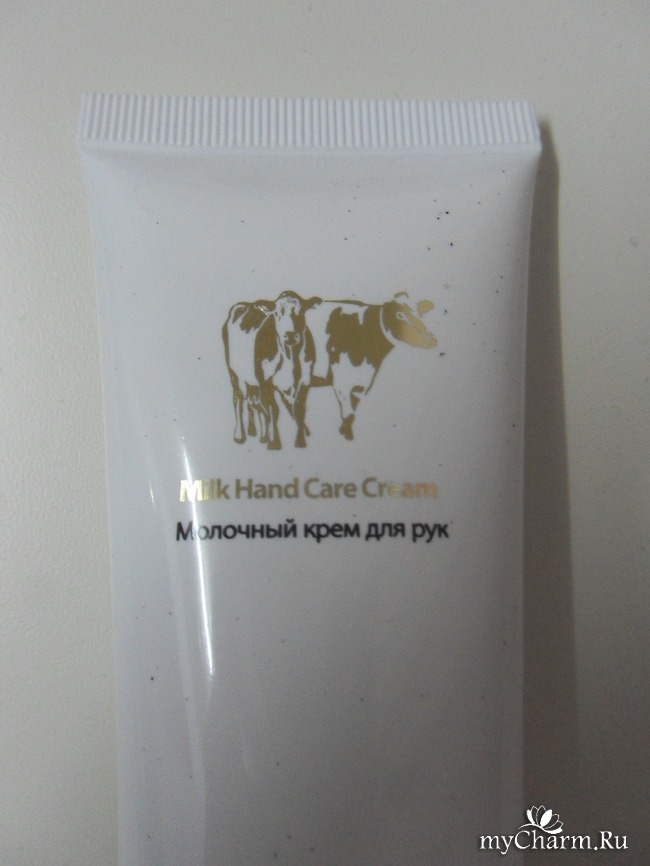 Milk Hand Care Cream
Молочный крем для рук
myCharm.Ru